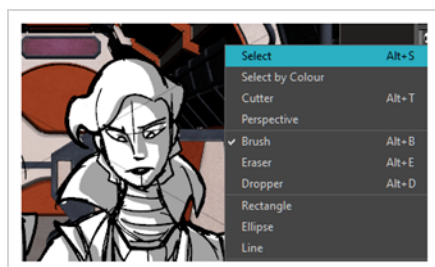 Select Alt+S
Select by Colour
Cutter Alt+T
Perspective
Brush Alt+B
Eraser Alt+E
Dropper Alt+D
Rectangle
Ellipse
Line